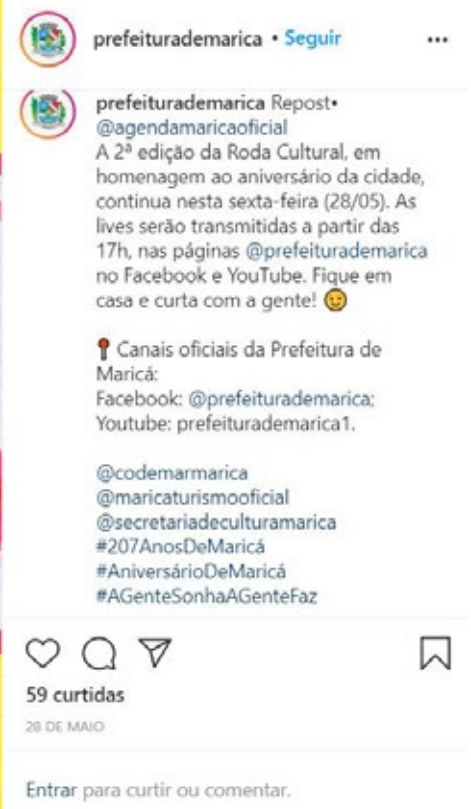 prefeiturademarica • Seguir
prefeiturademarica Repost•
@agendamaricaoficial
A 2ª edição da Roda Cultural, em
homenagem ao aniversário da cidade,
continua nesta sexta-feira (28/05). As
lives serão transmitidas a partir das
17h, nas páginas @prefeiturademarica
no Facebook e YouTube. Fique em
casa e curta com a gente! 😉
📍 Canais oficiais da Prefeitura de
Maricá:
Facebook: @prefeiturademarica;
Youtube: prefeiturademarica1.
@codemarmarica
@maricaturismooficial
@secretariadeculturamarica
#207AnosDeMaricá
#AniversárioDeMaricá
#AGenteSonhaAGenteFaz
59 curtidas
28 DE MAIO
Entrar para curtir ou comentar.